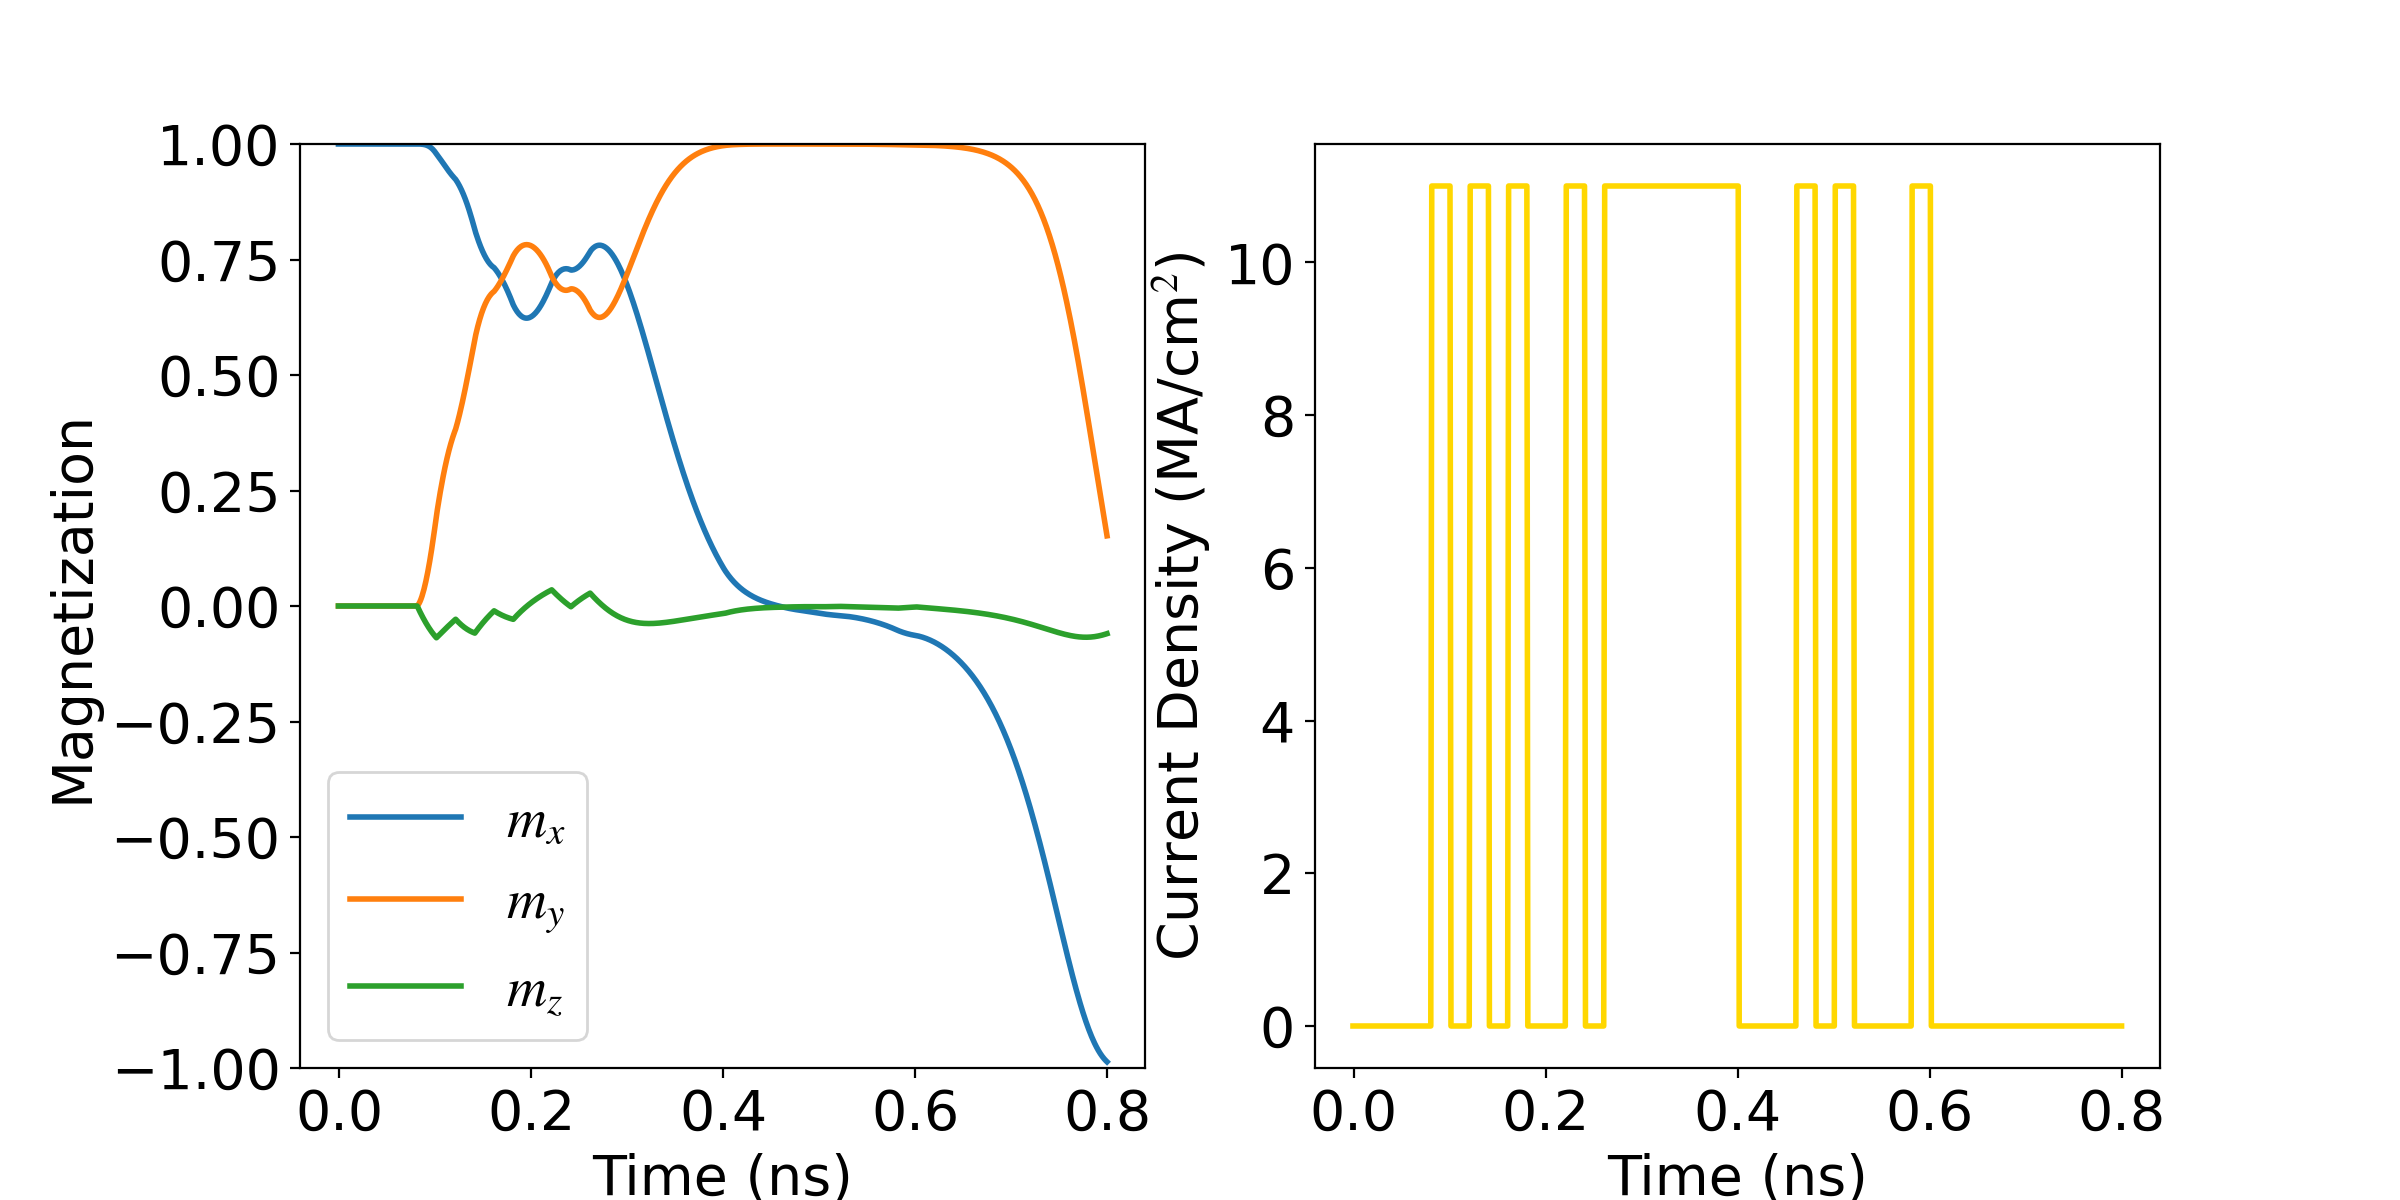 Magnetization
1.00
0.75
0.50
0.25
0.00
−0.25
−0.50
−0.75
−1.00
0.0 0.2 0.4 0.6 0.8
Time (ns)
m_x
m_y
m_z
Current Density (MA/cm²)
10
8
6
4
2
0
0.0 0.2 0.4 0.6 0.8
Time (ns)